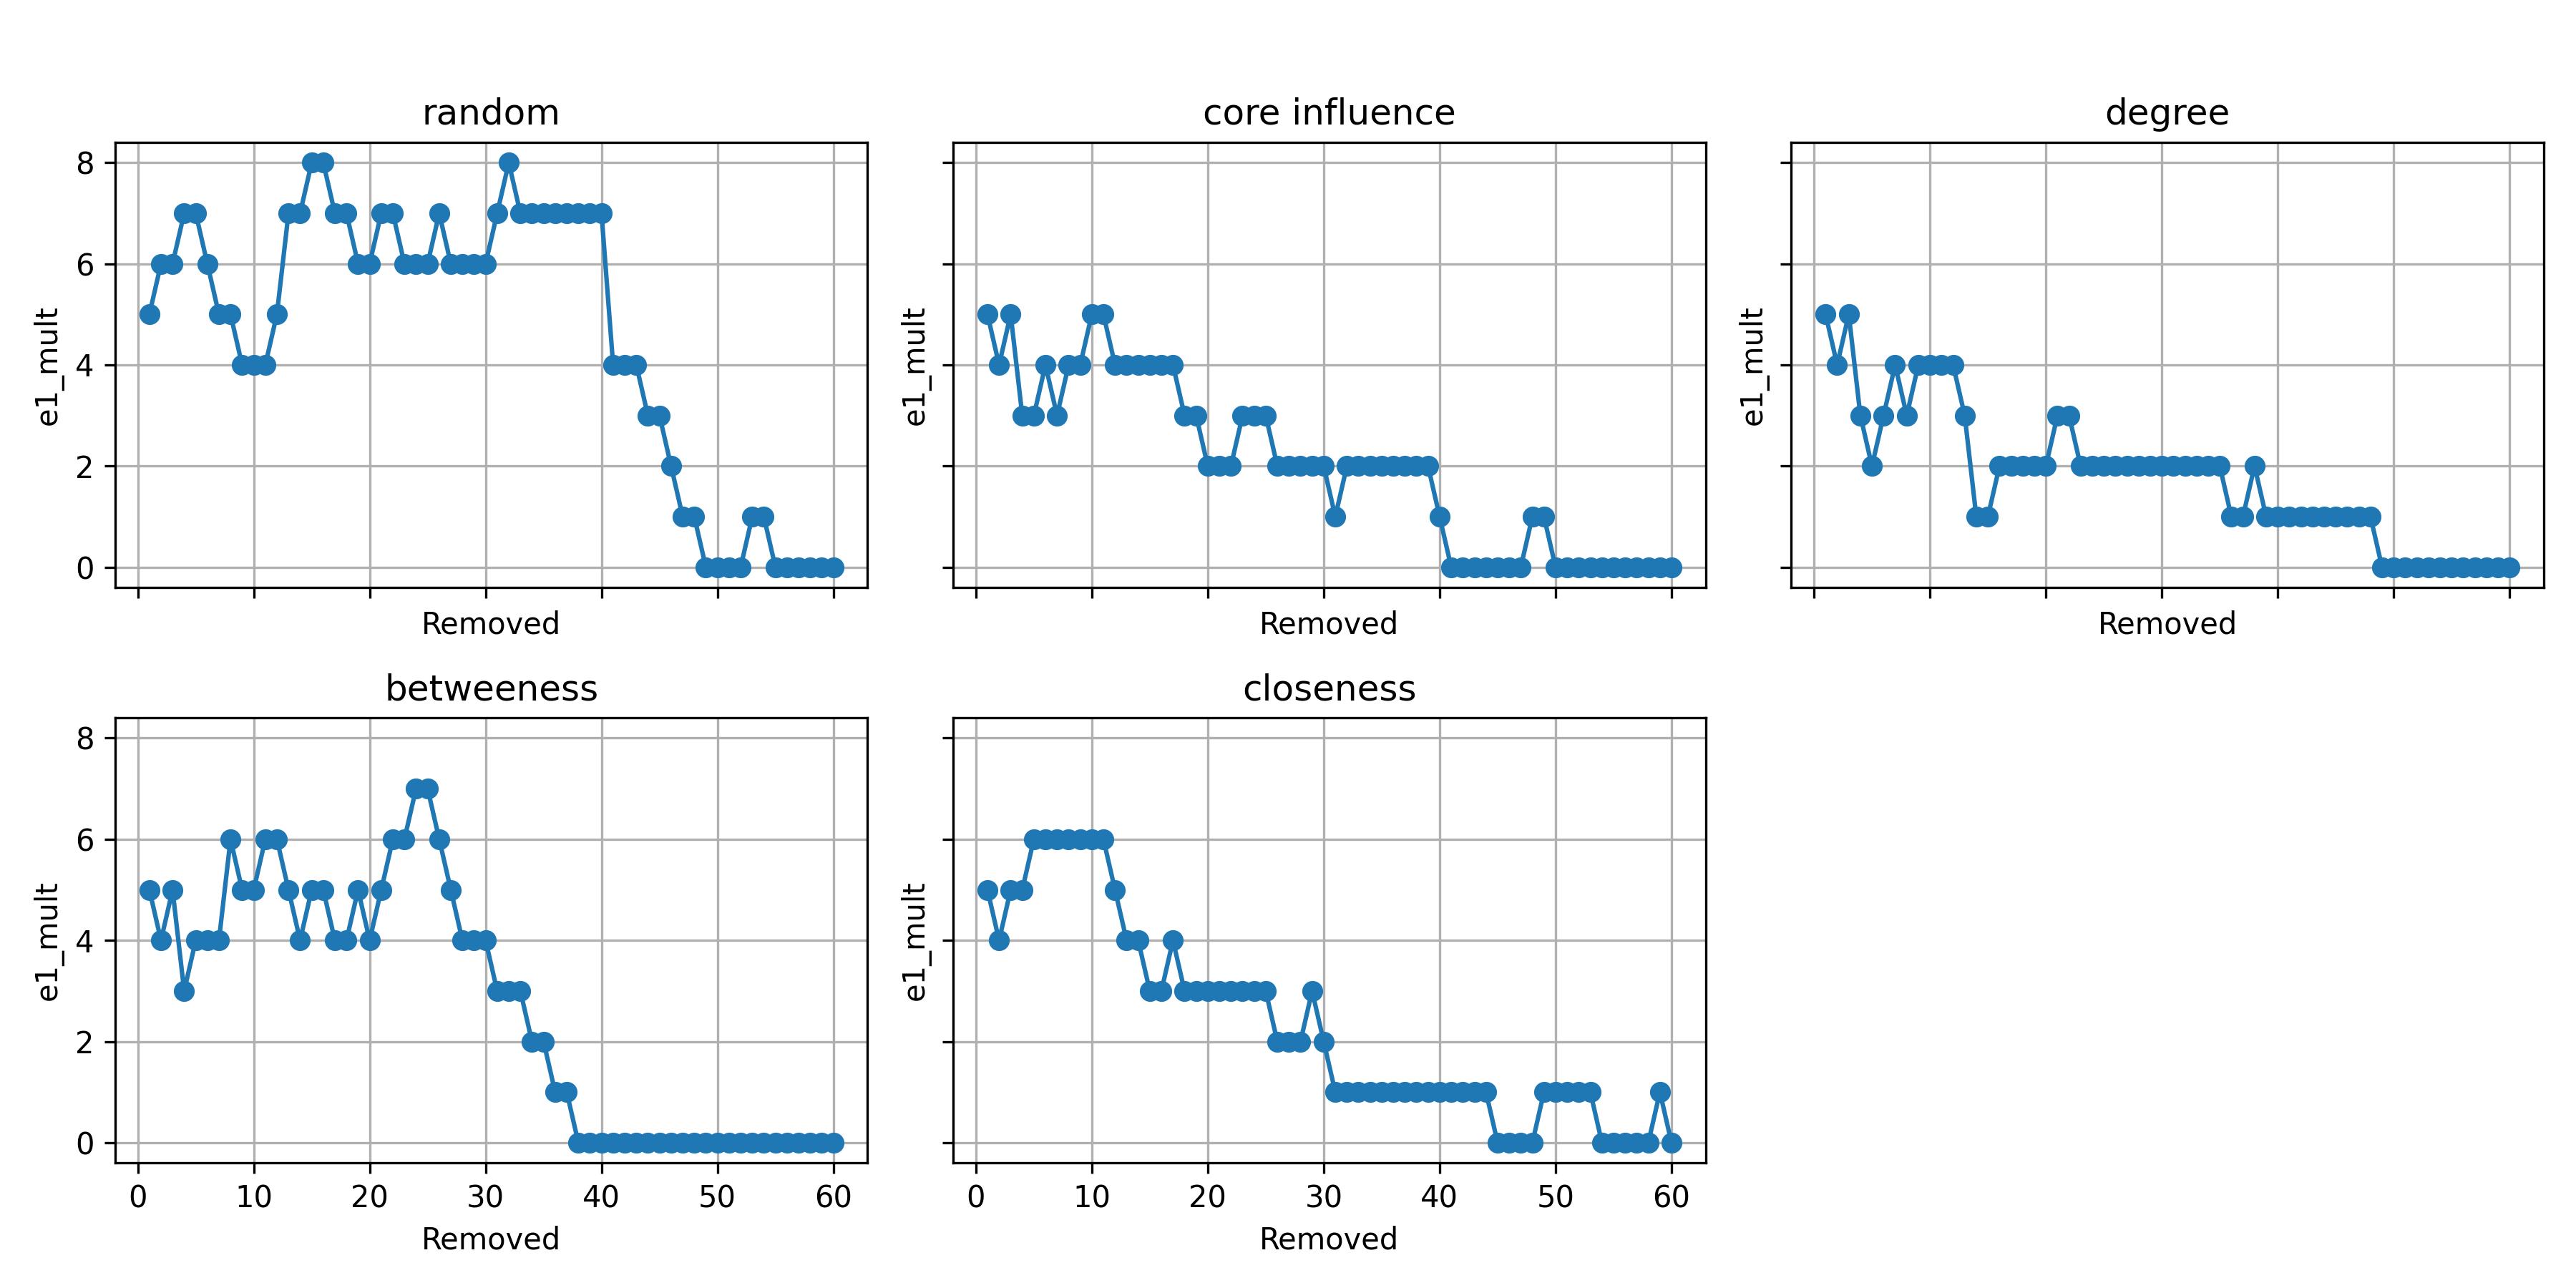 random
core influence
degree
8
6
4
2
0
e1_mult
e1_mult
e1_mult
Removed
Removed
Removed
betweeness
closeness
8
6
4
2
0
e1_mult
e1_mult
0 10 20 30 40 50 60
0 10 20 30 40 50 60
Removed
Removed